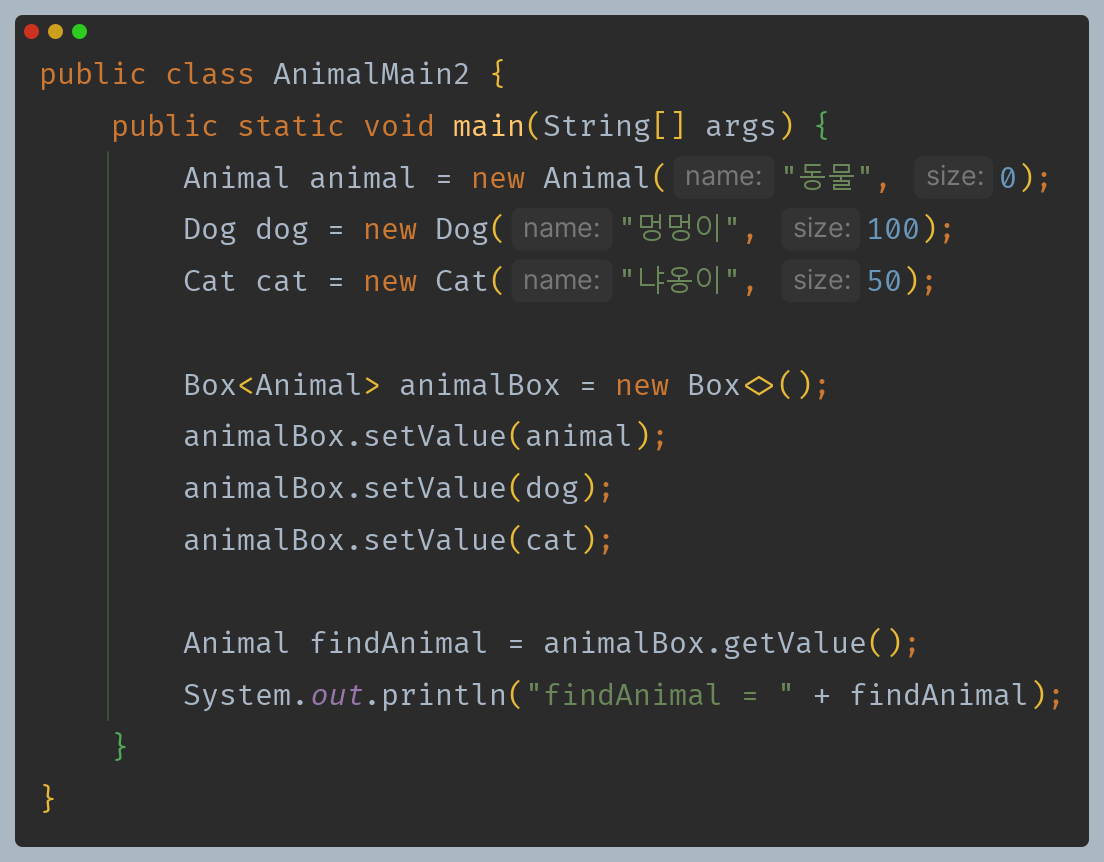 public class AnimalMain2 {
public static void main(String[] args) {
Animal animal = new Animal( name: "동물", size: 0);
Dog dog = new Dog( name: "멍멍이", size: 100);
Cat cat = new Cat( name: "냐옹이", size: 50);
Box<Animal> animalBox = new Box<>();
animalBox.setValue(animal);
animalBox.setValue(dog);
animalBox.setValue(cat);
Animal findAnimal = animalBox.getValue();
System.out.println("findAnimal = " + findAnimal);
}
}